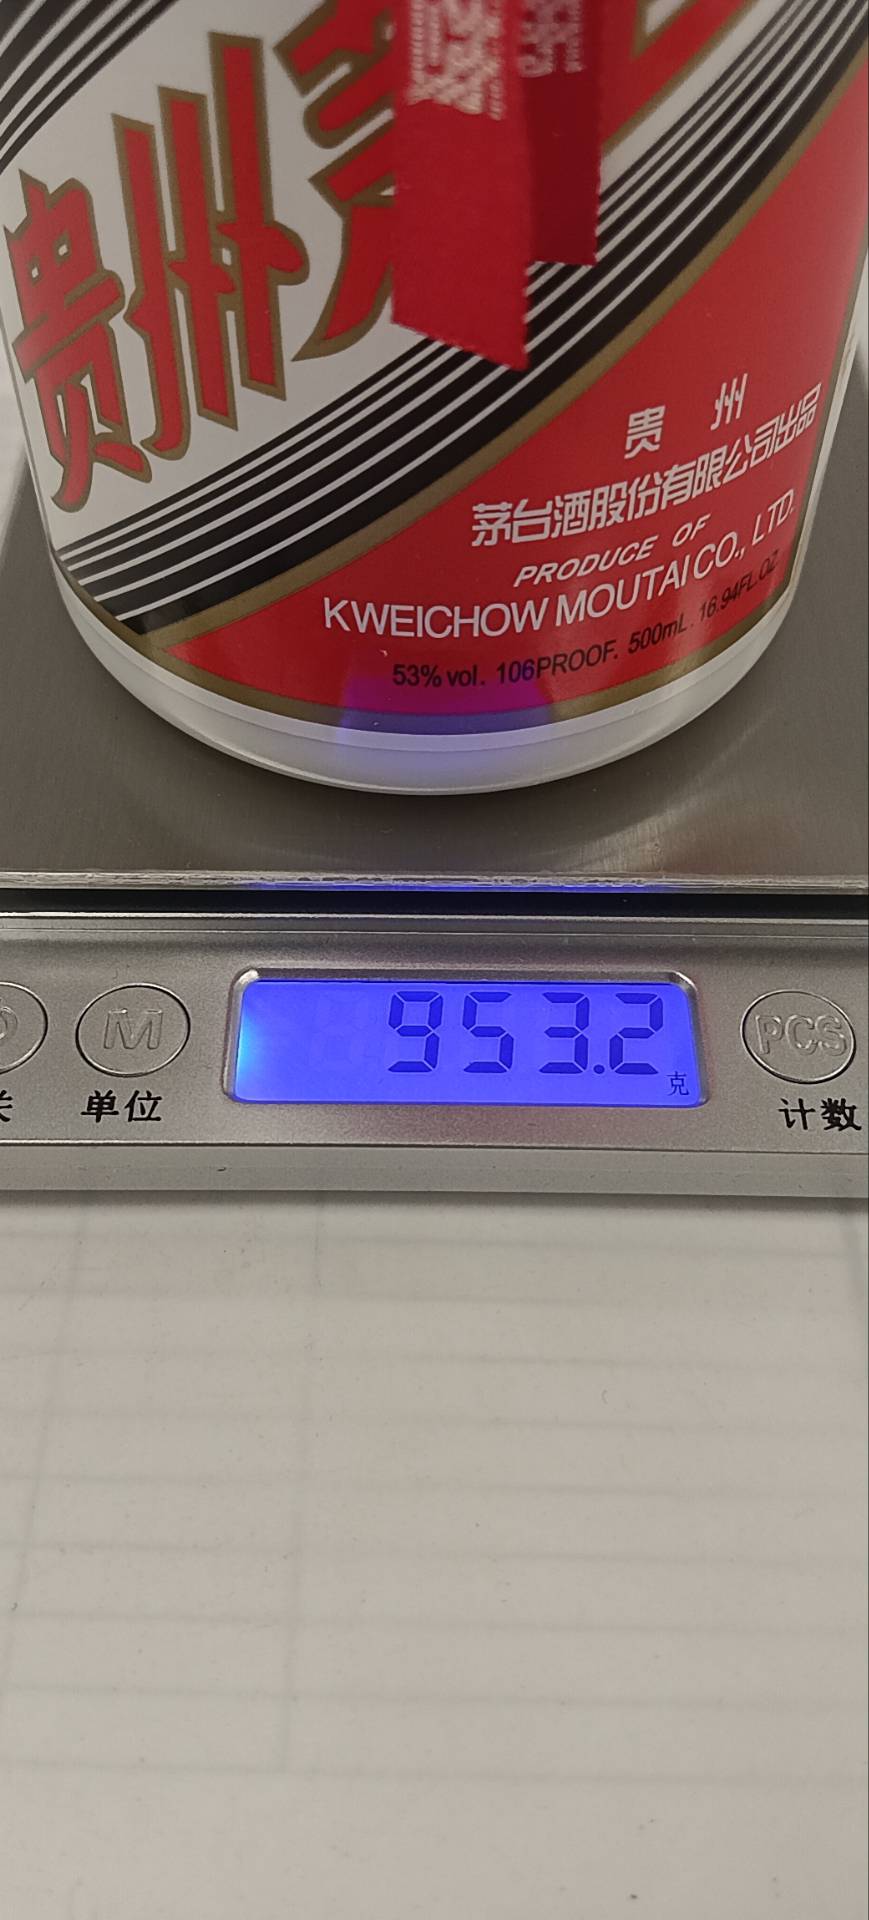 贵州
贵 州
茅台酒股份有限公司出品
PRODUCE OF
KWEICHOW MOUTAI CO., LTD.
53% vol. 106PROOF. 500mL. 16.94FL.OZ
953.2
克
M
PCS
单位
计数